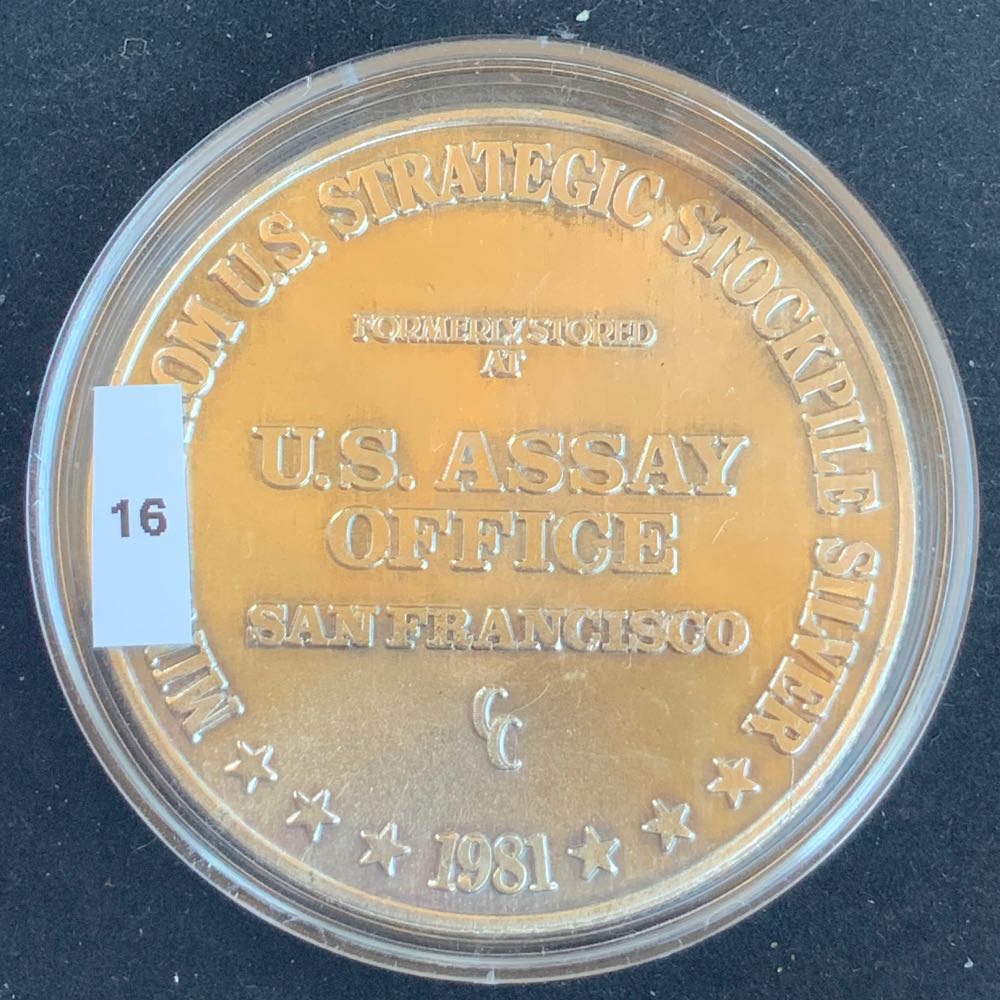 U.S. STRATEGIC STOCKPILE SILVER
FORMERLY STORED
AT
U.S. ASSAY
OFFICE
SAN FRANCISCO
CC
1981
16